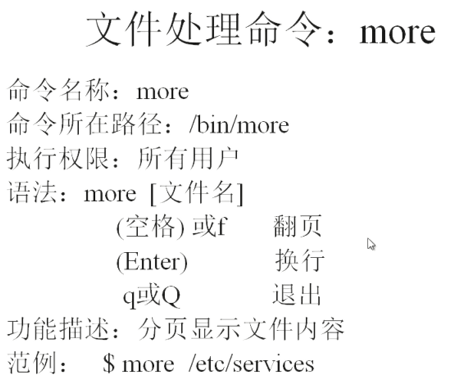 文件处理命令：more
命令名称：more
命令所在路径：/bin/more
执行权限：所有用户
语法：more [文件名]
(空格) 或f 翻页
(Enter) 换行
q或Q 退出
功能描述：分页显示文件内容
范例： $ more /etc/services